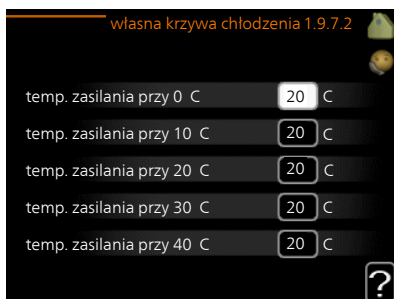 własna krzywa chłodzenia 1.9.7.2
temp. zasilania przy 0 C 20 C
temp. zasilania przy 10 C 20 C
temp. zasilania przy 20 C 20 C
temp. zasilania przy 30 C 20 C
temp. zasilania przy 40 C 20 C
?